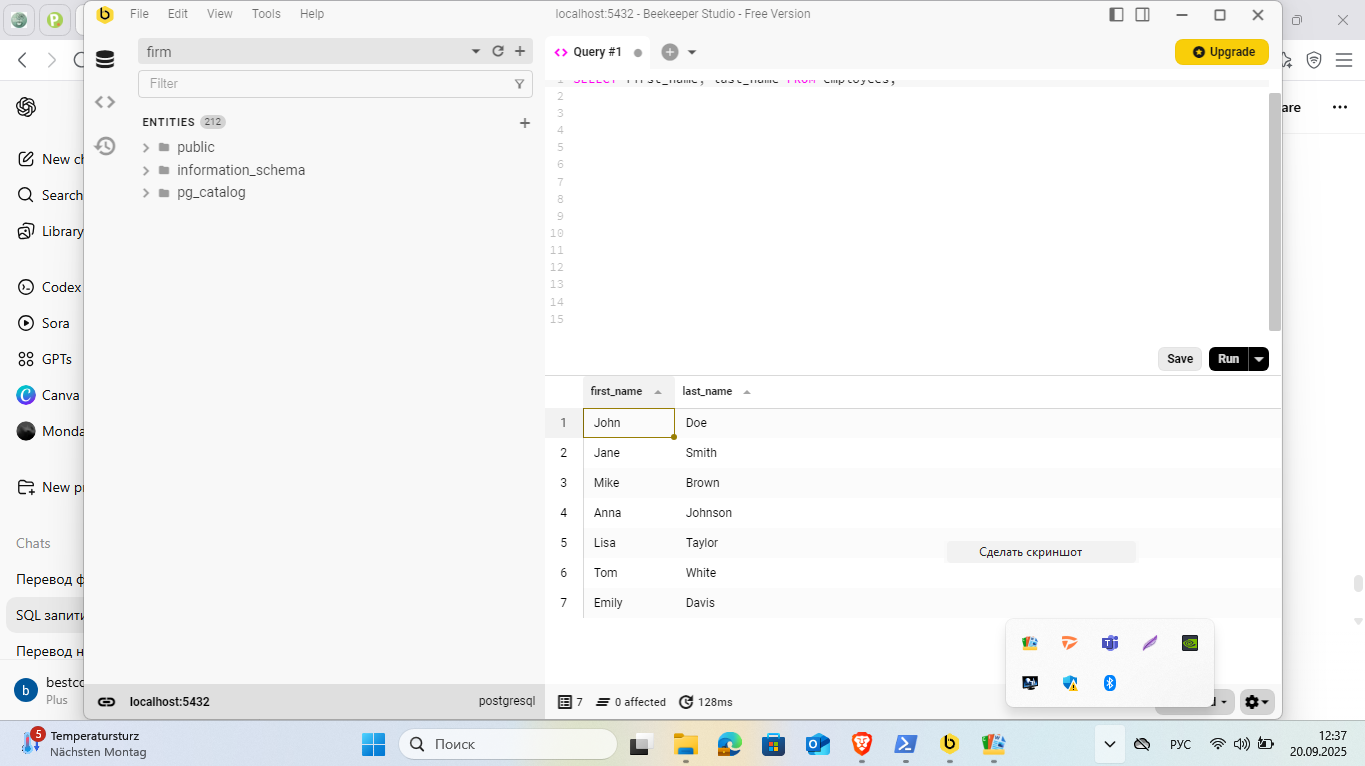 File Edit View Tools Help
localhost:5432 - Beekeeper Studio - Free Version
firm
Filter
ENTITIES 212
public
information_schema
pg_catalog
localhost:5432
postgresql
Query #1
Upgrade
1 SELECT first_name, last_name FROM employees;
2
3
4
5
6
7
8
9
10
11
12
13
14
15
Save Run
first_name last_name
1 John Doe
2 Jane Smith
3 Mike Brown
4 Anna Johnson
5 Lisa Taylor
6 Tom White
7 Emily Davis
Сделать скриншот
7 0 affected 128ms
New ch
Search
Library
Codex
Sora
GPTs
Canva
Monda
New pr
Chats
Перевод ф
SQL запити
Перевод н
b
bestco
Plus
are
5
Temperatursturz
Nächsten Montag
Поиск
РУС
12:37
20.09.2025